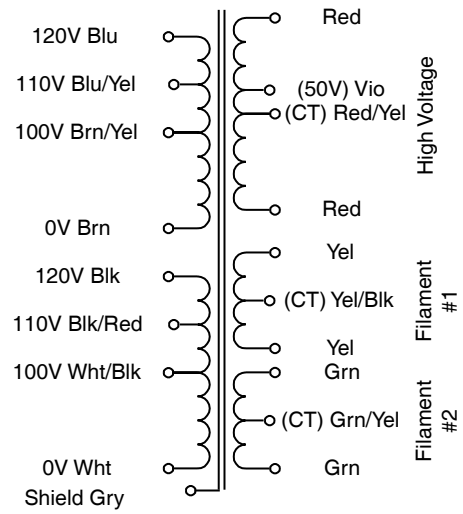 120V Blu
110V Blu/Yel
100V Brn/Yel
0V Brn
120V Blk
110V Blk/Red
100V Wht/Blk
0V Wht
Shield Gry
Red
(50V) Vio
(CT) Red/Yel
Red
High Voltage
Yel
(CT) Yel/Blk
Yel
Filament
#1
Grn
(CT) Grn/Yel
Grn
Filament
#2